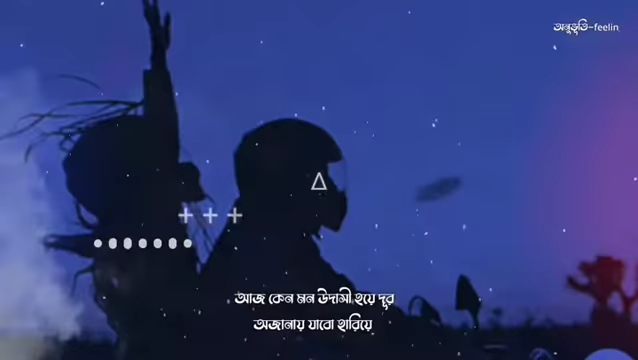 অনুভূতি-feelin
আজ কেন মন উদাসী হয়ে দূর
অজানায় যাবো হারিয়ে